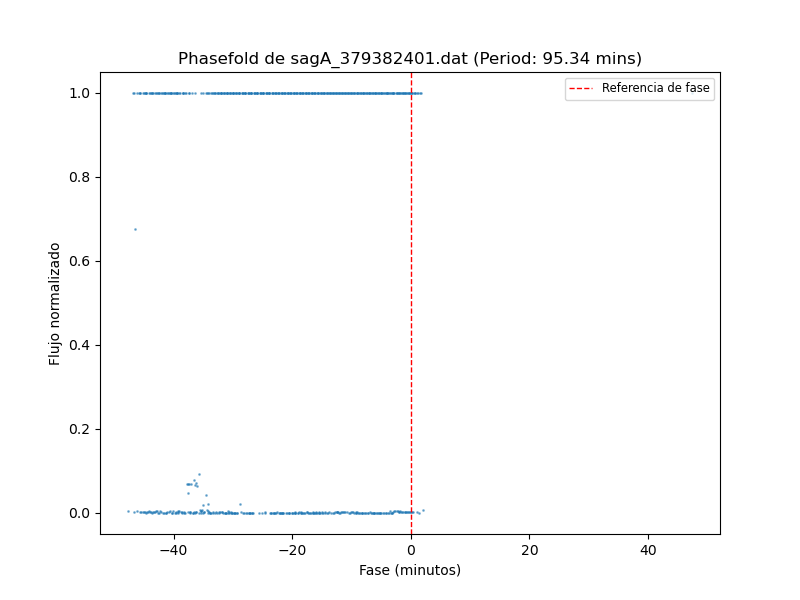 Phasefold de sagA_379382401.dat (Period: 95.34 mins)
Referencia de fase
Flujo normalizado
1.0
0.8
0.6
0.4
0.2
0.0
−40 −20 0 20 40
Fase (minutos)